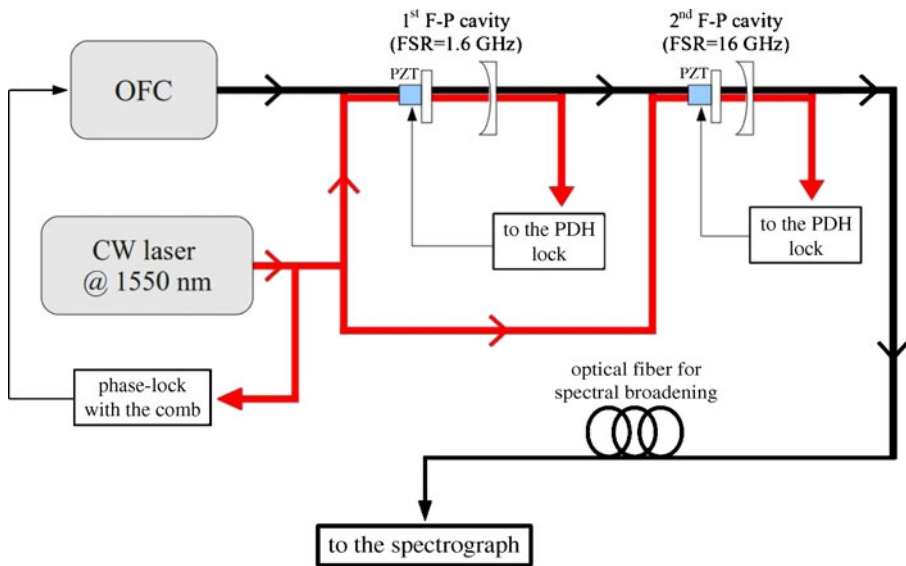 1st F-P cavity
(FSR=1.6 GHz)
2nd F-P cavity
(FSR=16 GHz)
PZT
PZT
OFC
to the PDH
lock
to the PDH
lock
CW laser
@ 1550 nm
phase-lock
with the comb
optical fiber for
spectral broadening
to the spectrograph